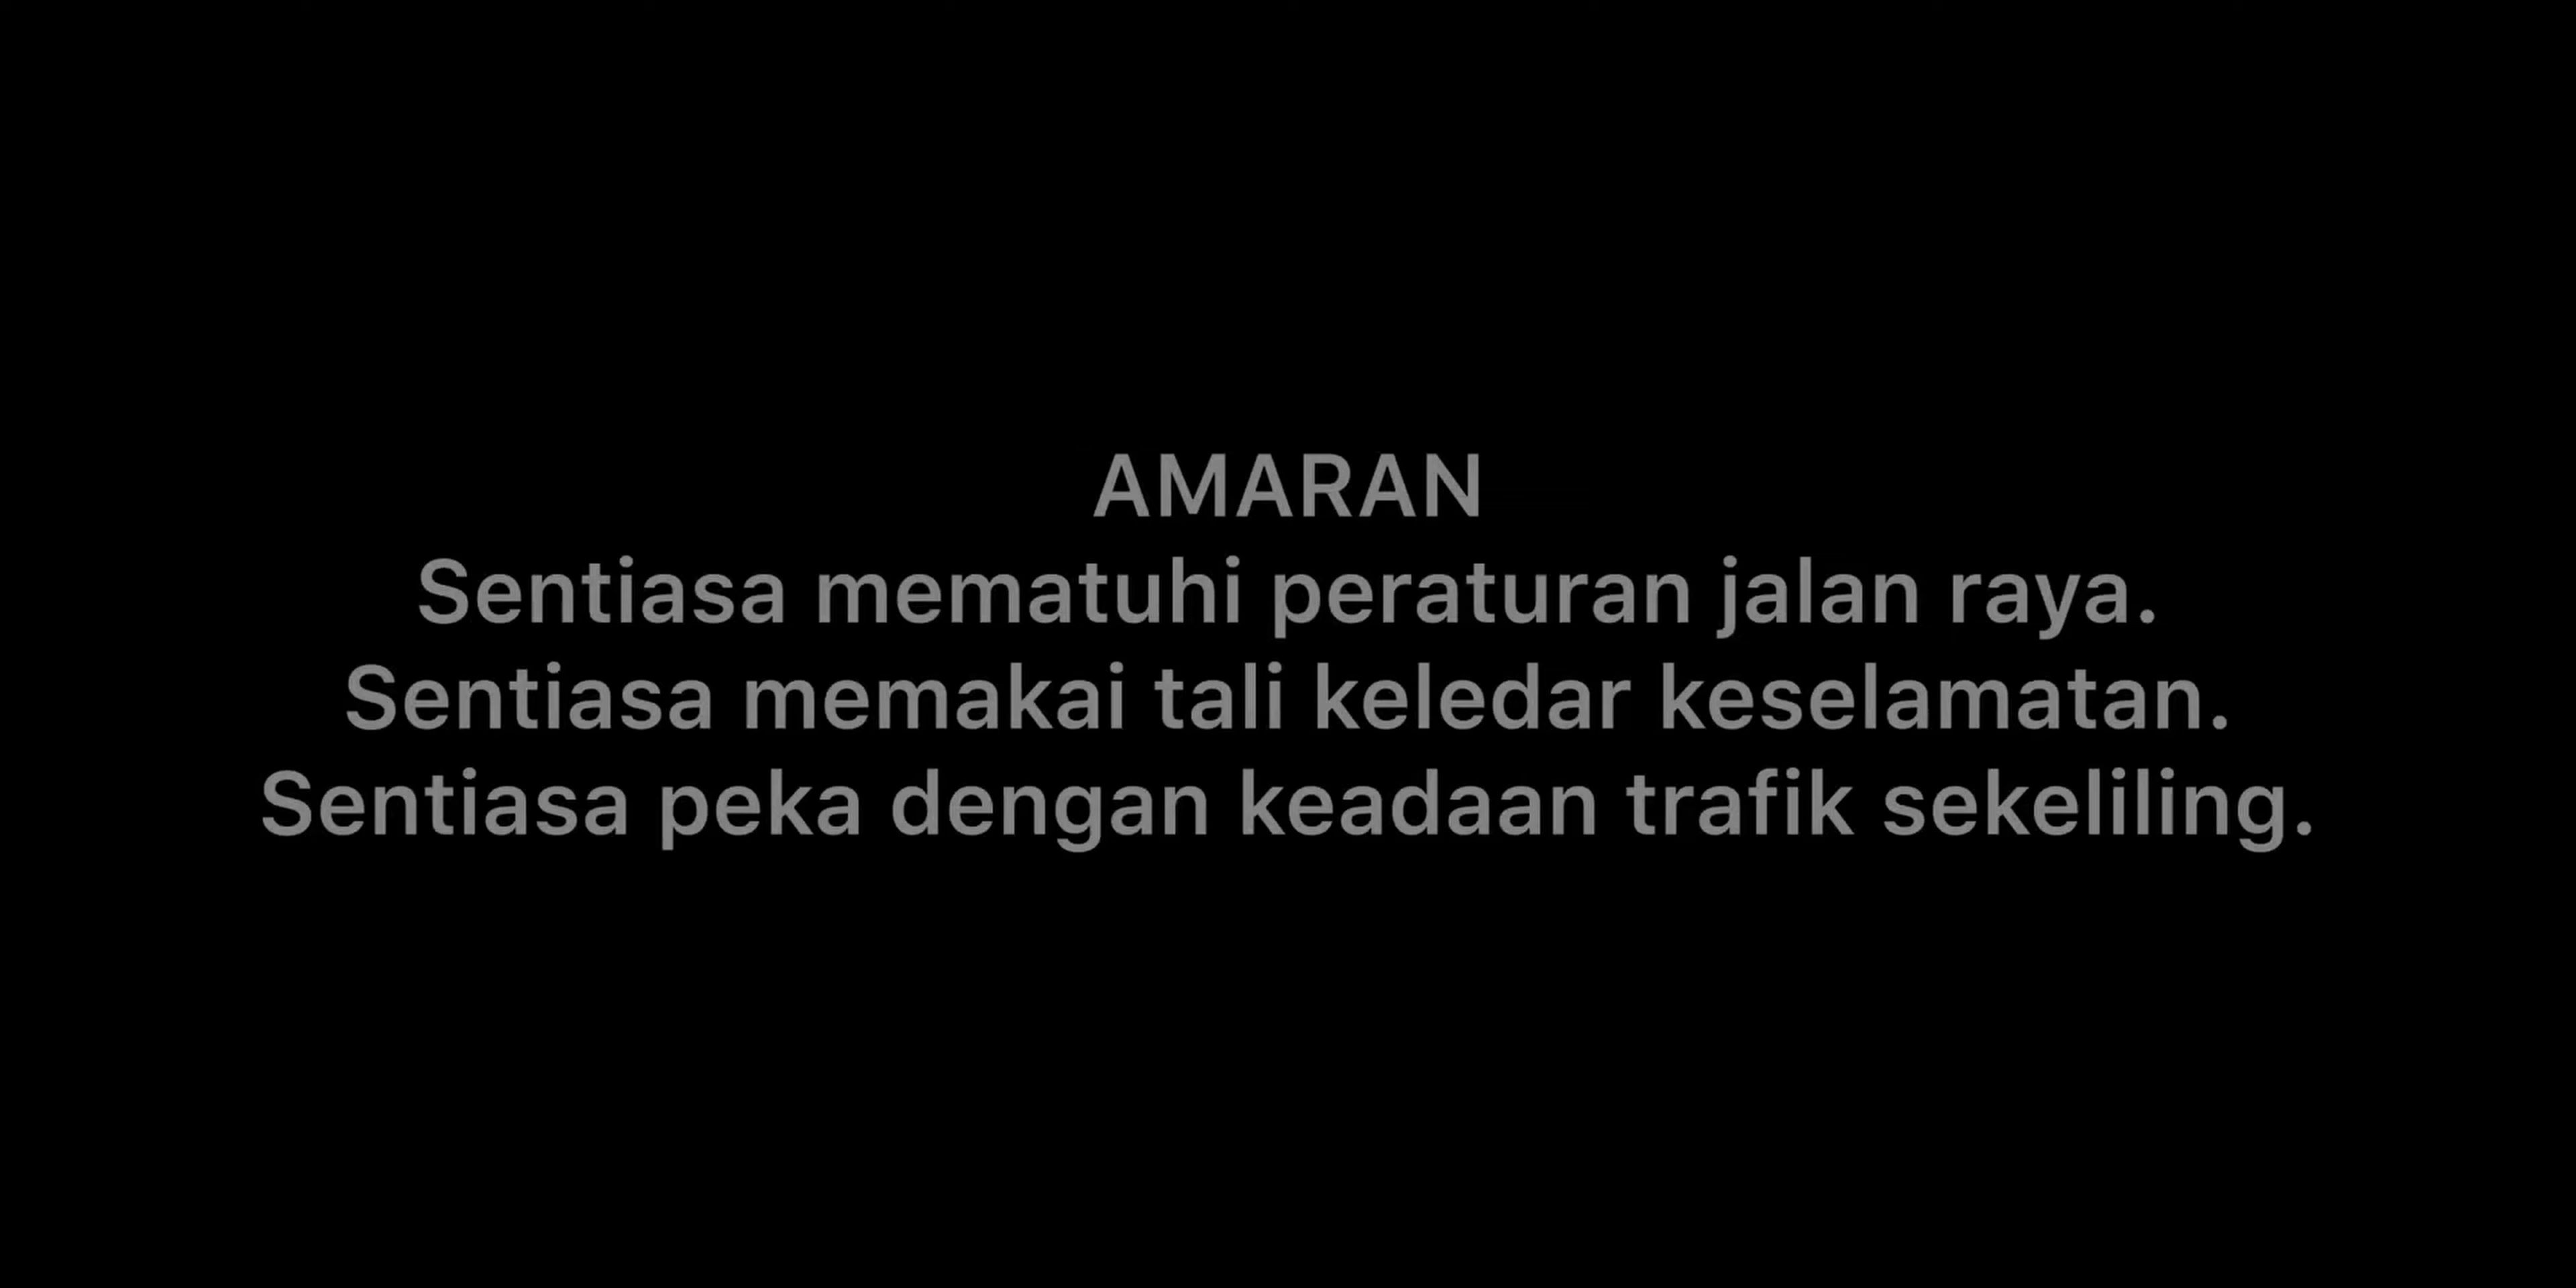 AMARAN
Sentiasa mematuhi peraturan jalan raya.
Sentiasa memakai tali keledar keselamatan.
Sentiasa peka dengan keadaan trafik sekeliling.